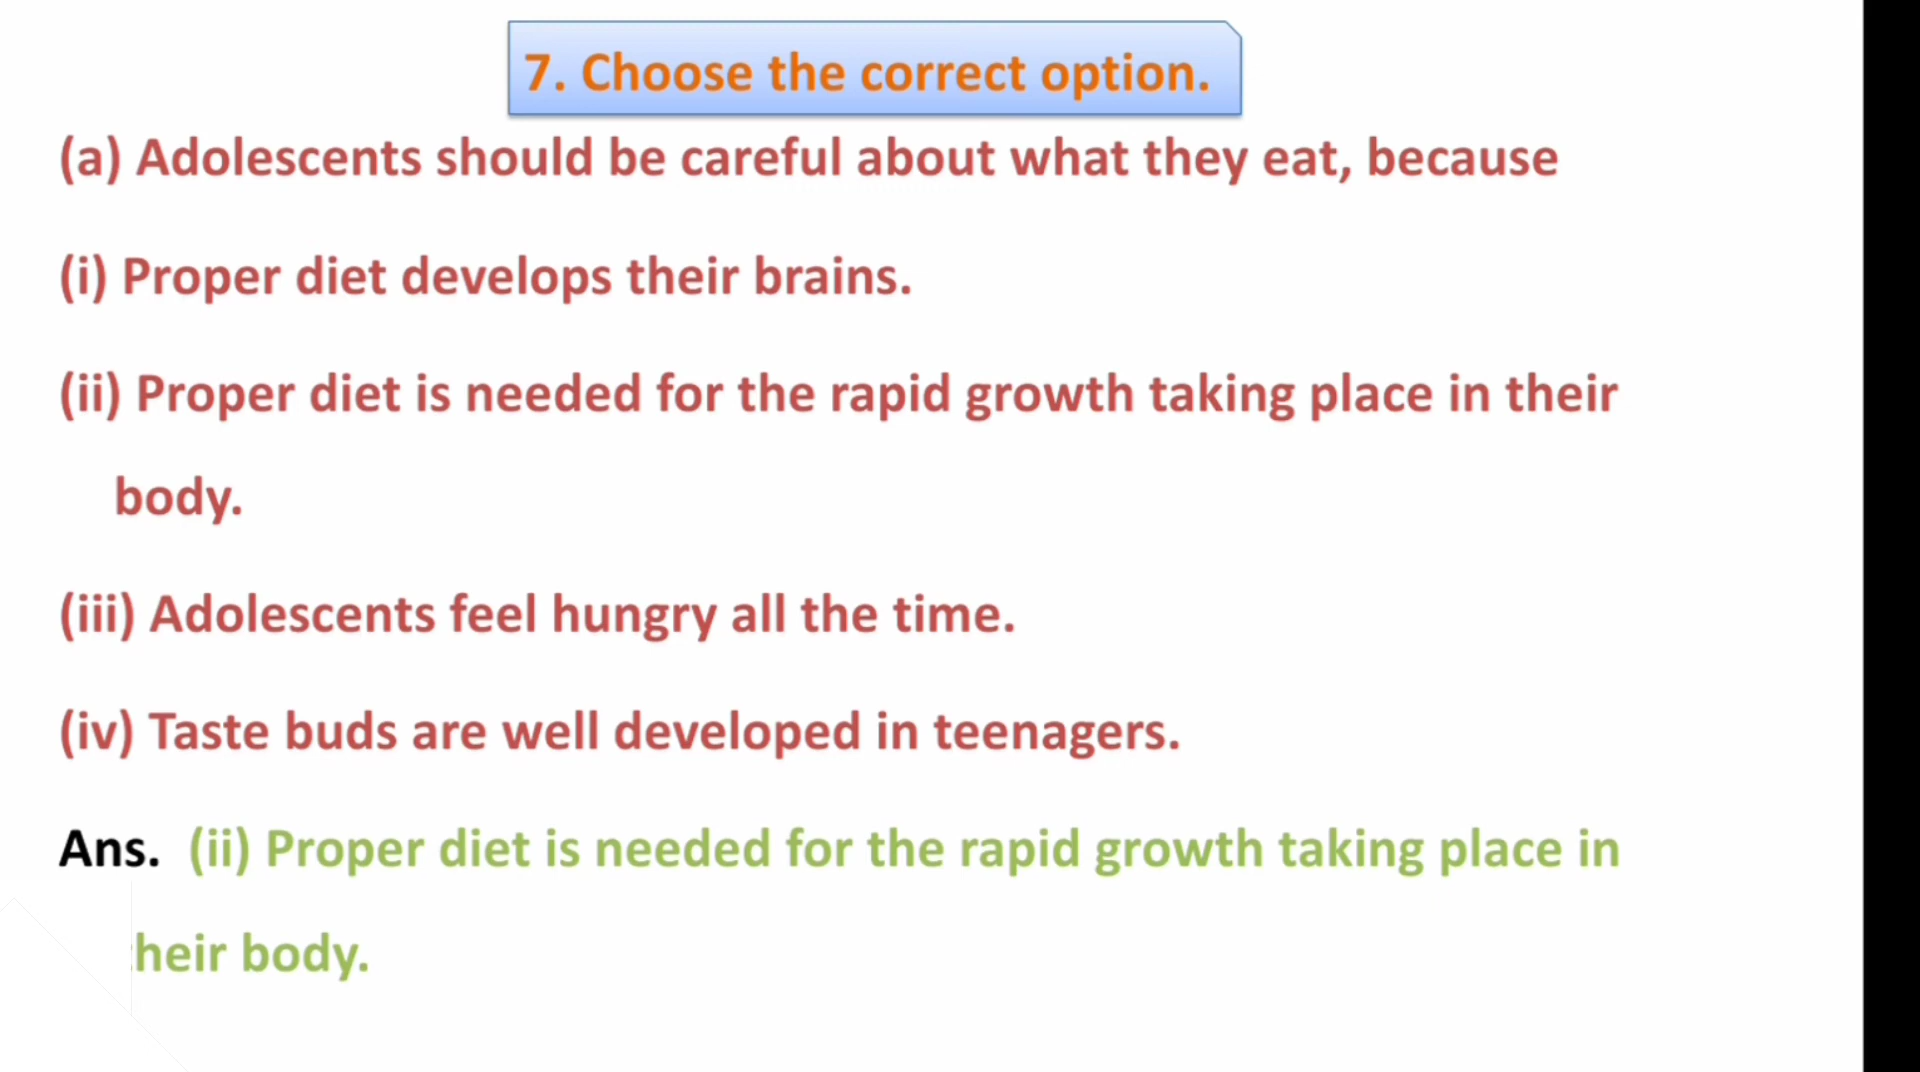 7. Choose the correct option.
(a) Adolescents should be careful about what they eat, because
(i) Proper diet develops their brains.
(ii) Proper diet is needed for the rapid growth taking place in their
body.
(iii) Adolescents feel hungry all the time.
(iv) Taste buds are well developed in teenagers.
Ans. (ii) Proper diet is needed for the rapid growth taking place in
heir body.